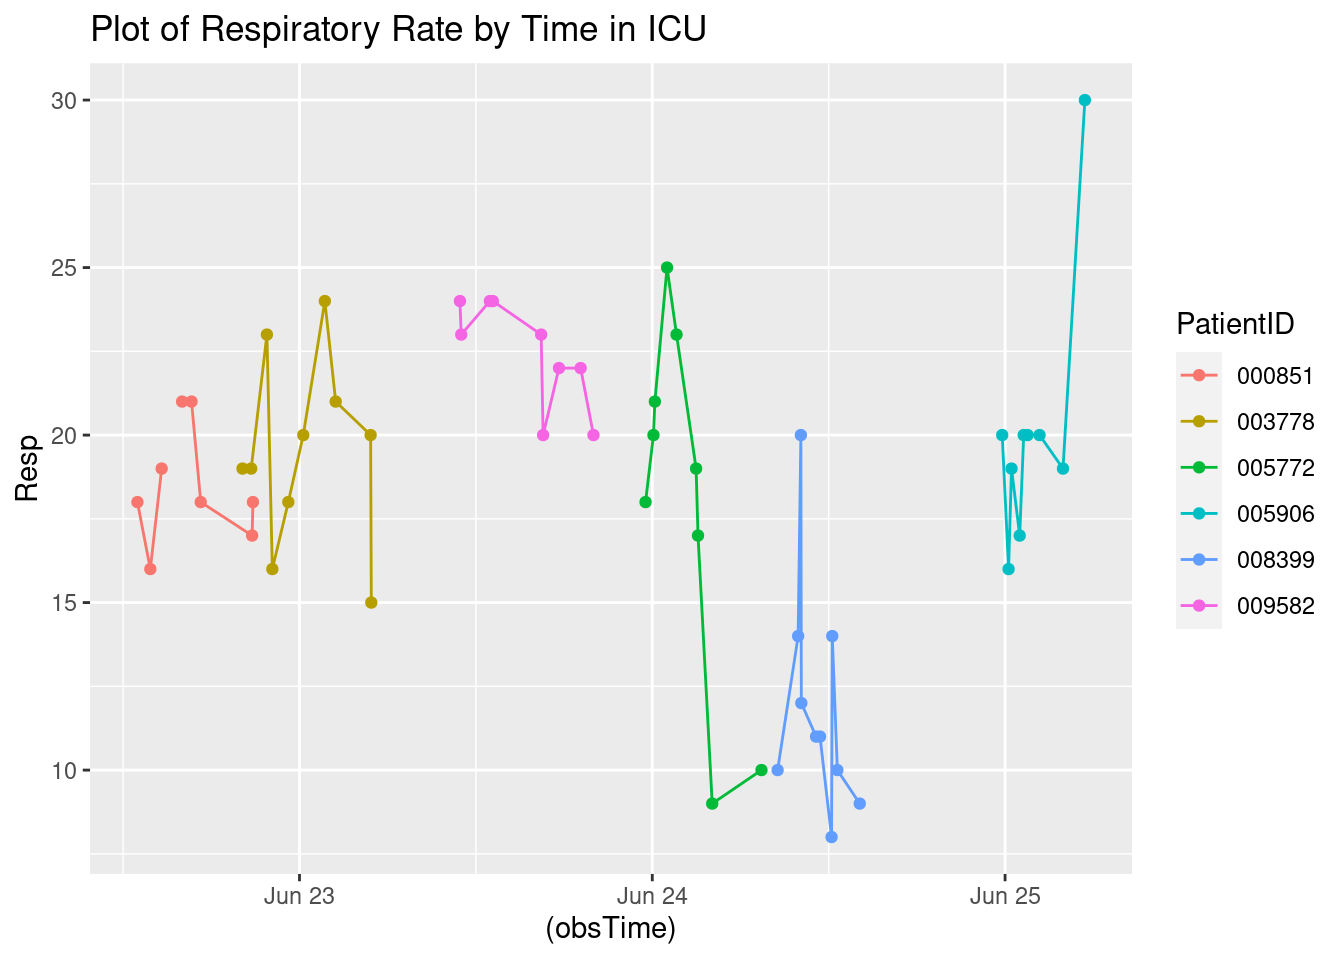 Plot of Respiratory Rate by Time in ICU
30
25
20
15
10
Resp
Jun 23
Jun 24
Jun 25
(obsTime)
PatientID
000851
003778
005772
005906
008399
009582